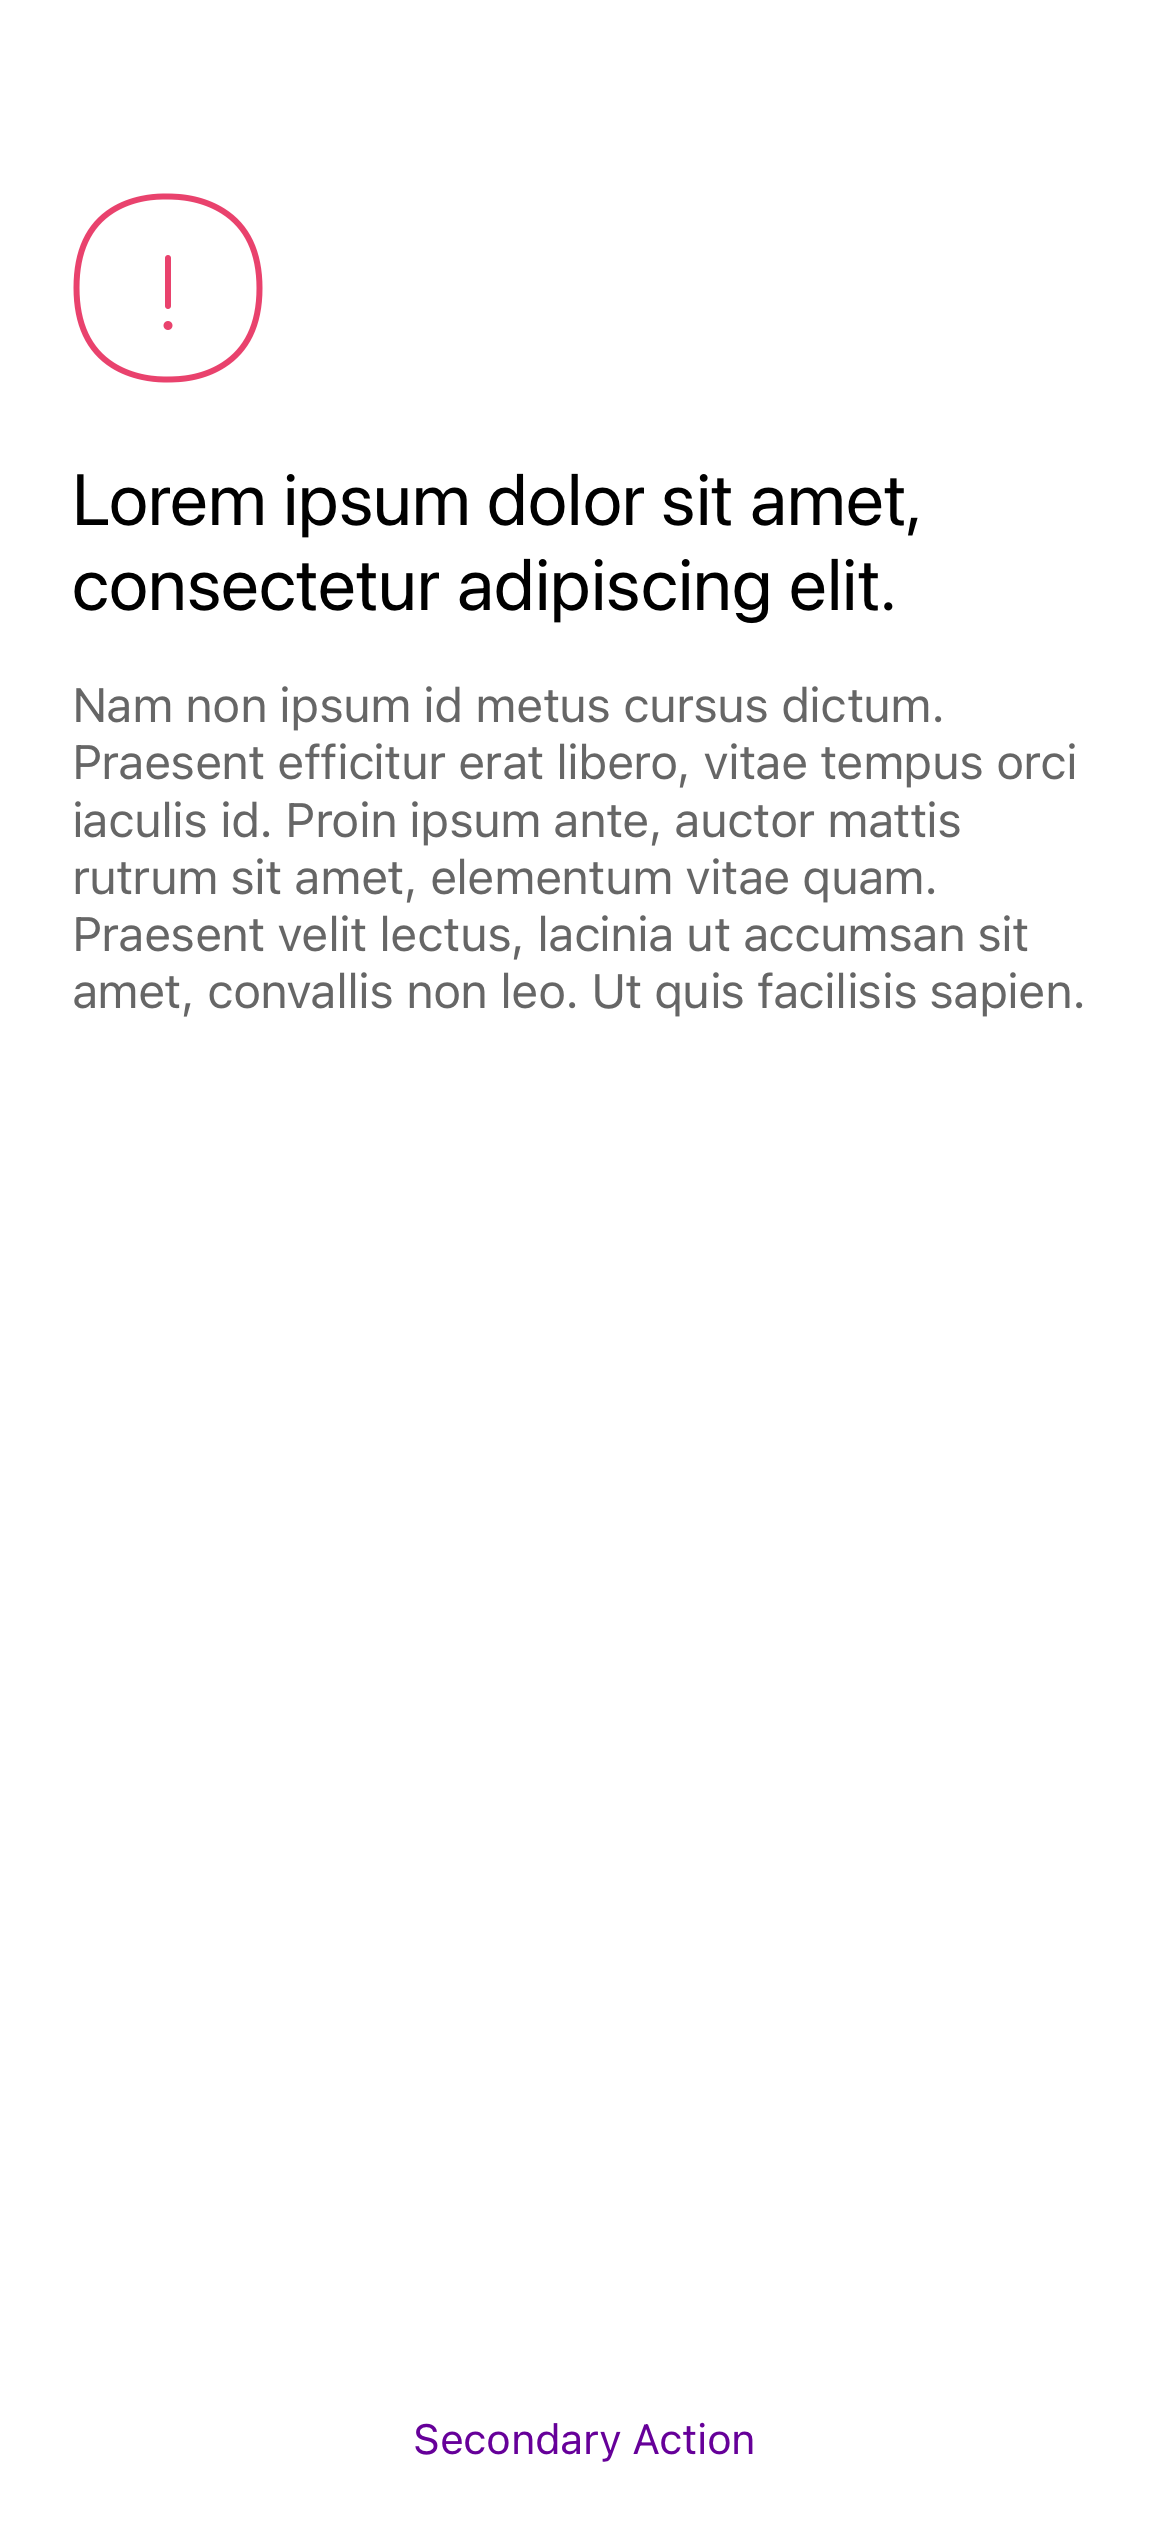 Lorem ipsum dolor sit amet,
consectetur adipiscing elit.
Nam non ipsum id metus cursus dictum.
Praesent efficitur erat libero, vitae tempus orci
iaculis id. Proin ipsum ante, auctor mattis
rutrum sit amet, elementum vitae quam.
Praesent velit lectus, lacinia ut accumsan sit
amet, convallis non leo. Ut quis facilisis sapien.
Secondary Action